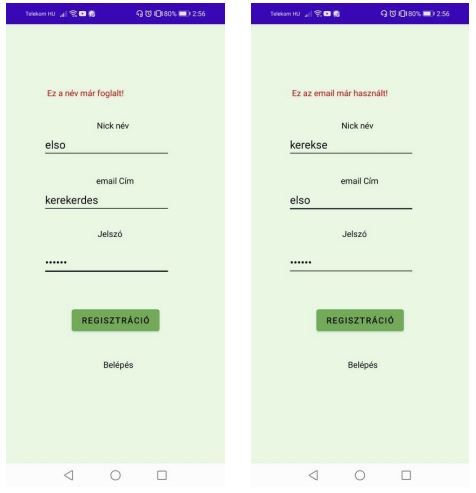 Telekom HU 80% 2:56
Ez a név már foglalt!
Nick név
elso
email Cím
kerekerdes
Jelszó
••••••
REGISZTRÁCIÓ
Belépés
Telekom HU 80% 2:56
Ez az email már használt!
Nick név
kerekse
email Cím
elso
Jelszó
••••••
REGISZTRÁCIÓ
Belépés